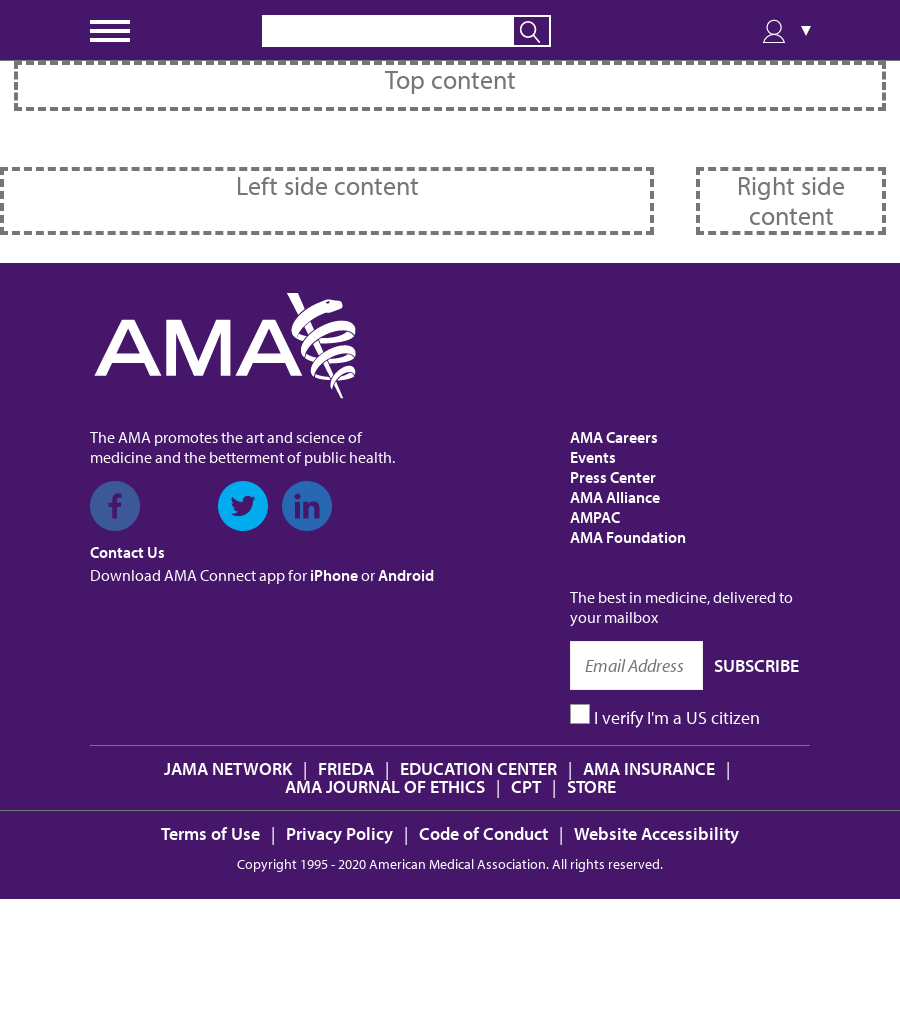 Top content
Left side content
Right side
content
AMA
The AMA promotes the art and science of
medicine and the betterment of public health.
Contact Us
Download AMA Connect app for iPhone or Android
AMA Careers
Events
Press Center
AMA Alliance
AMPAC
AMA Foundation
The best in medicine, delivered to
your mailbox
Email Address SUBSCRIBE
I verify I'm a US citizen
JAMA NETWORK | FRIEDA | EDUCATION CENTER | AMA INSURANCE |
AMA JOURNAL OF ETHICS | CPT | STORE
Terms of Use | Privacy Policy | Code of Conduct | Website Accessibility
Copyright 1995 - 2020 American Medical Association. All rights reserved.